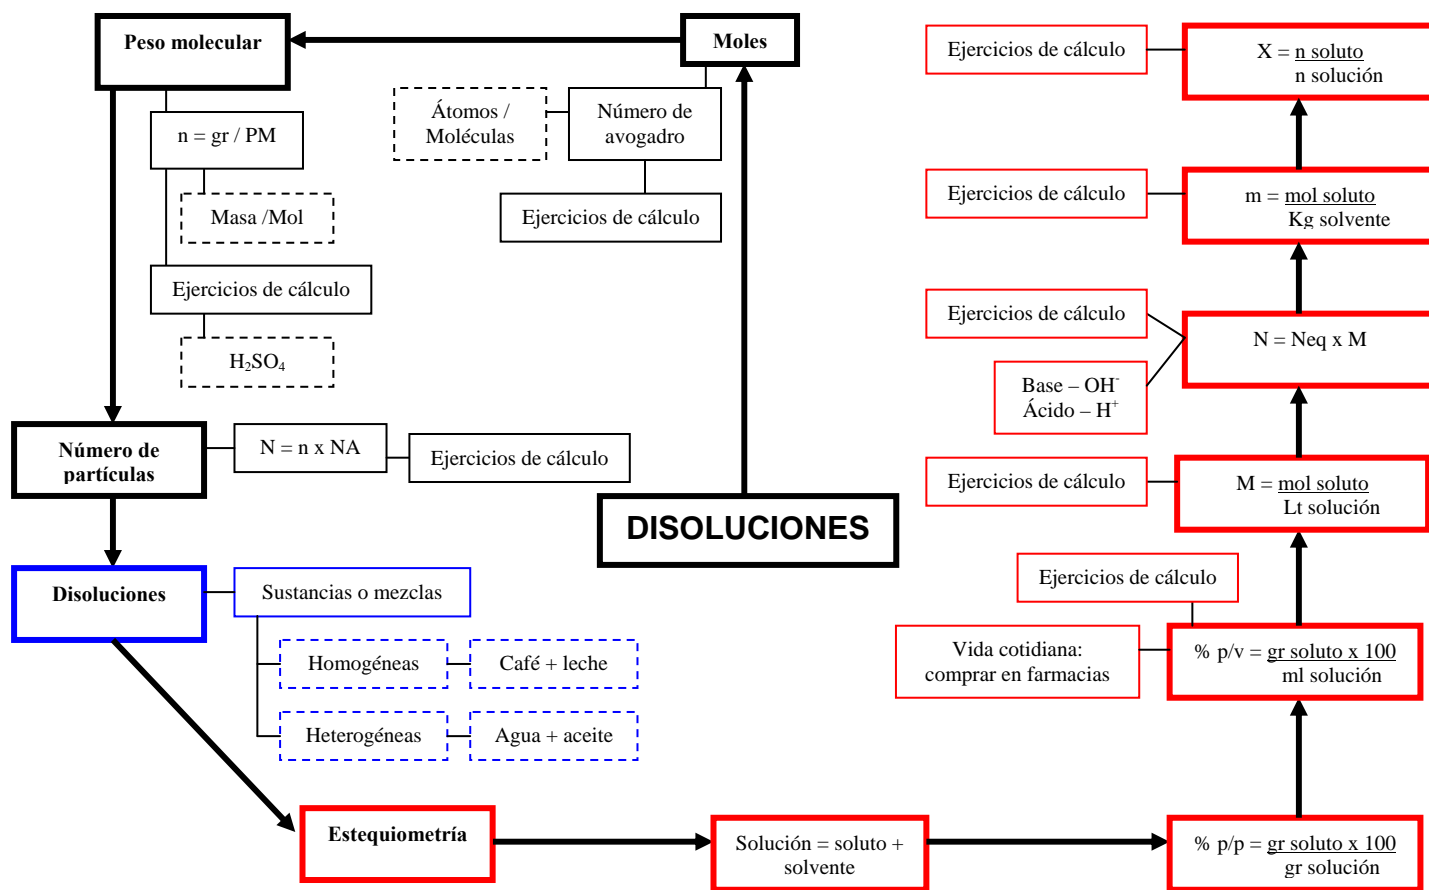 Peso molecular
Moles
Ejercicios de cálculo
X = n soluto
n solución
n = gr / PM
Átomos /
Moléculas
Número de
avogadro
Masa /Mol
Ejercicios de cálculo
Ejercicios de cálculo
m = mol soluto
Kg solvente
Ejercicios de cálculo
H₂SO₄
Ejercicios de cálculo
N = Neq x M
Base – OH⁻
Ácido – H⁺
Número de
partículas
N = n x NA
Ejercicios de cálculo
Ejercicios de cálculo
M = mol soluto
Lt solución
DISOLUCIONES
Disoluciones
Sustancias o mezclas
Ejercicios de cálculo
Homogéneas
Café + leche
Vida cotidiana:
comprar en farmacias
% p/v = gr soluto x 100
ml solución
Heterogéneas
Agua + aceite
Estequiometría
Solución = soluto +
solvente
% p/p = gr soluto x 100
gr solución